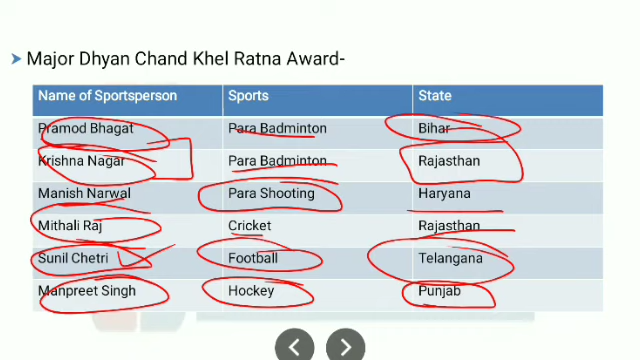 Major Dhyan Chand Khel Ratna Award-
Name of Sportsperson Sports State
Pramod Bhagat Para Badminton Bihar
Krishna Nagar Para Badminton Rajasthan
Manish Narwal Para Shooting Haryana
Mithali Raj Cricket Rajasthan
Sunil Chetri Football Telangana
Manpreet Singh Hockey Punjab